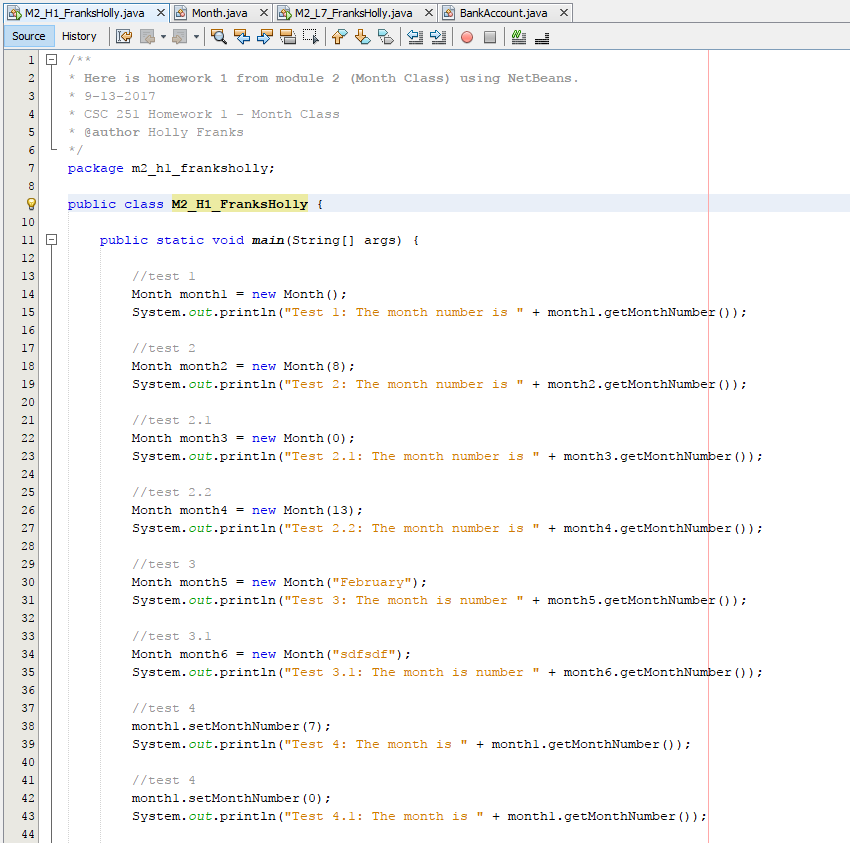 M2_H1_FranksHolly.java Month.java M2_L7_FranksHolly.java BankAccount.java
Source History
1 /**
2 * Here is homework 1 from module 2 (Month Class) using NetBeans.
3 * 9-13-2017
4 * CSC 251 Homework 1 - Month Class
5 * @author Holly Franks
6 */
7 package m2_h1_franksholly;
8
public class M2_H1_FranksHolly {
10
11 public static void main(String[] args) {
12
13 //test 1
14 Month month1 = new Month();
15 System.out.println("Test 1: The month number is " + month1.getMonthNumber());
16
17 //test 2
18 Month month2 = new Month(8);
19 System.out.println("Test 2: The month number is " + month2.getMonthNumber());
20
21 //test 2.1
22 Month month3 = new Month(0);
23 System.out.println("Test 2.1: The month number is " + month3.getMonthNumber());
24
25 //test 2.2
26 Month month4 = new Month(13);
27 System.out.println("Test 2.2: The month number is " + month4.getMonthNumber());
28
29 //test 3
30 Month month5 = new Month("February");
31 System.out.println("Test 3: The month is number " + month5.getMonthNumber());
32
33 //test 3.1
34 Month month6 = new Month("sdfsdf");
35 System.out.println("Test 3.1: The month is number " + month6.getMonthNumber());
36
37 //test 4
38 month1.setMonthNumber(7);
39 System.out.println("Test 4: The month is " + month1.getMonthNumber());
40
41 //test 4
42 month1.setMonthNumber(0);
43 System.out.println("Test 4.1: The month is " + month1.getMonthNumber());
44